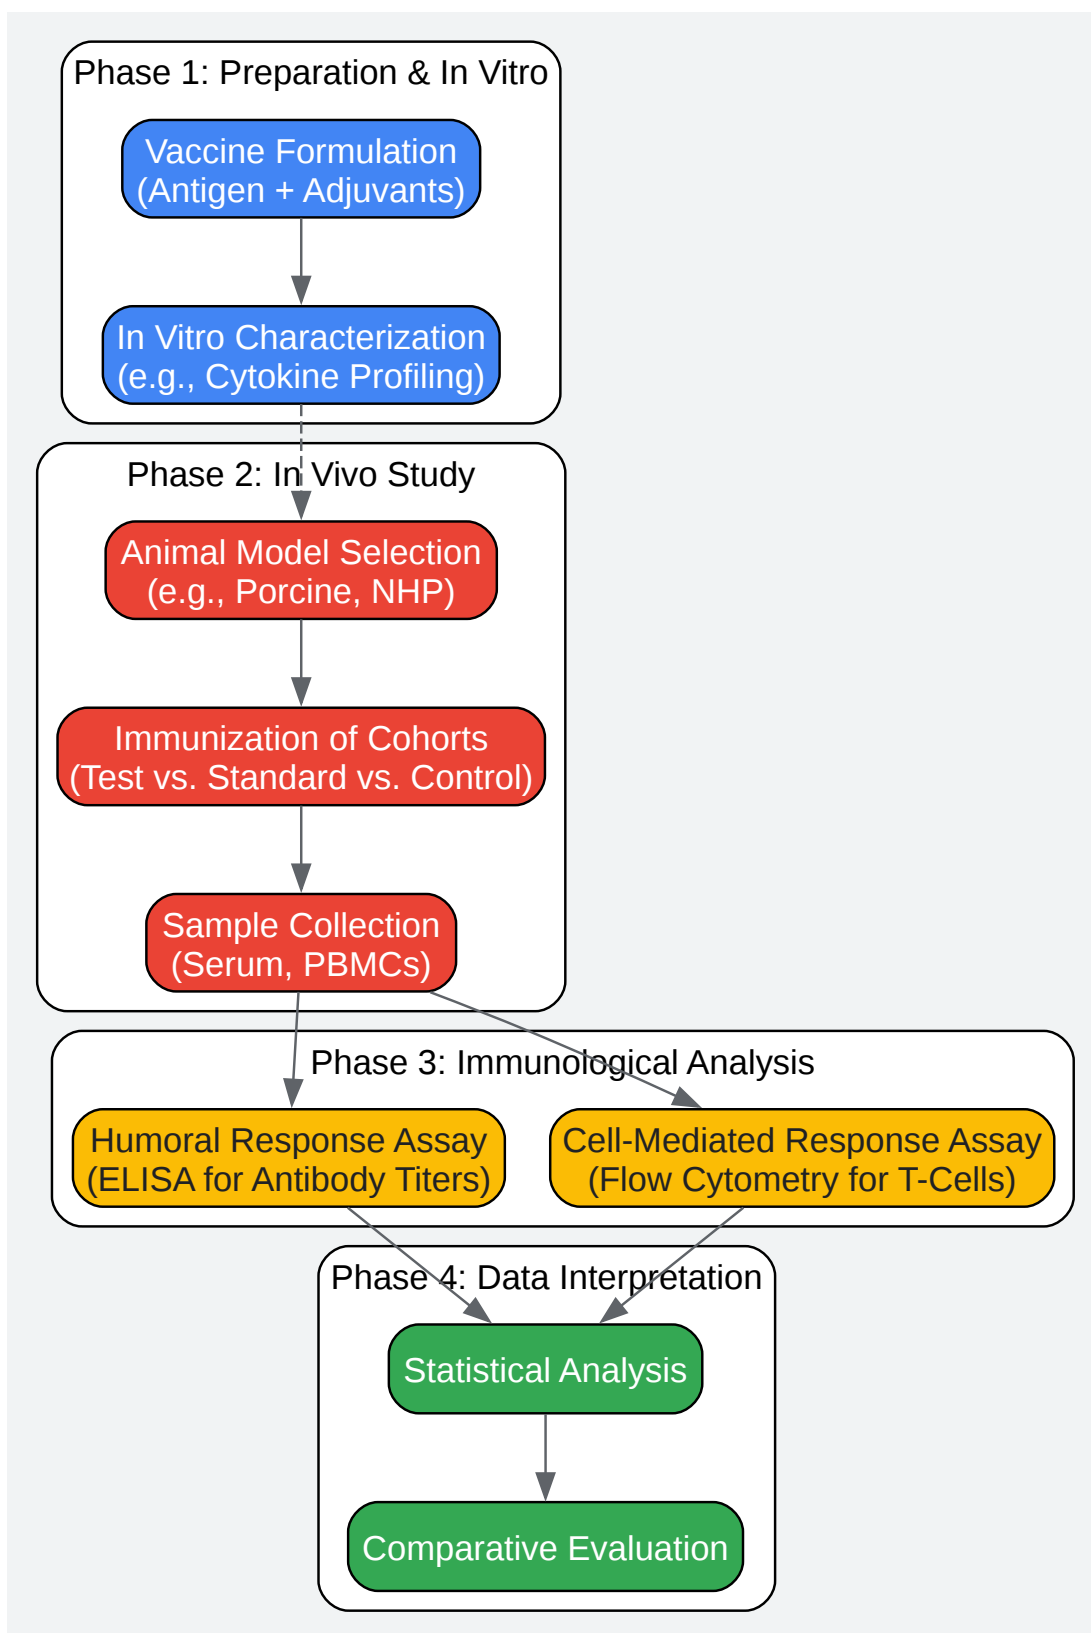 Phase 1: Preparation & In Vitro
Vaccine Formulation
(Antigen + Adjuvants)
In Vitro Characterization
(e.g., Cytokine Profiling)
Phase 2: In Vivo Study
Animal Model Selection
(e.g., Porcine, NHP)
Immunization of Cohorts
(Test vs. Standard vs. Control)
Sample Collection
(Serum, PBMCs)
Phase 3: Immunological Analysis
Humoral Response Assay
(ELISA for Antibody Titers)
Cell-Mediated Response Assay
(Flow Cytometry for T-Cells)
Phase 4: Data Interpretation
Statistical Analysis
Comparative Evaluation